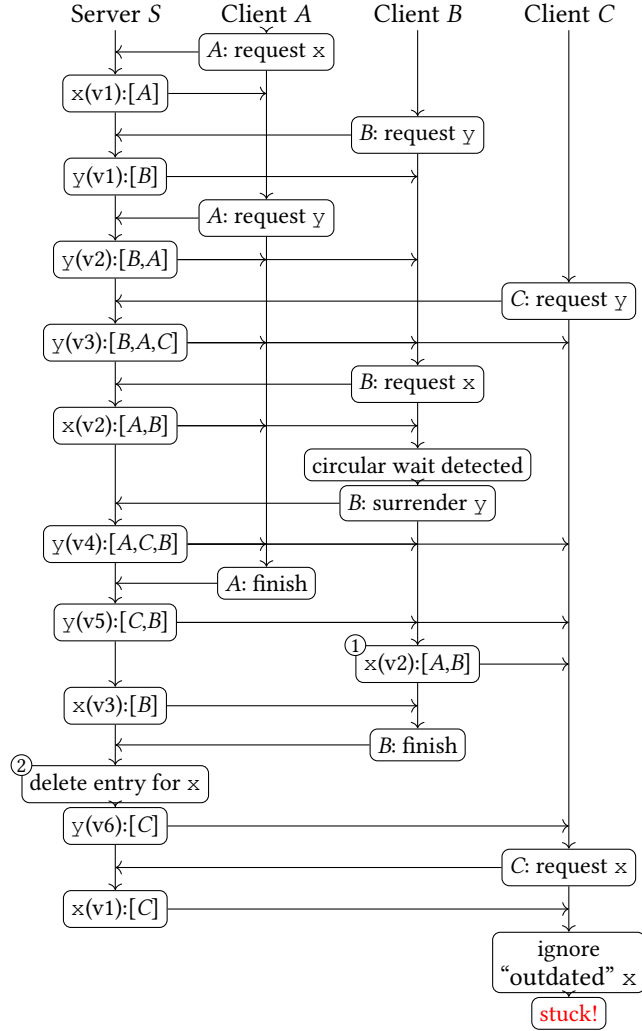 Server S Client A Client B Client C
A: request x
x(v1):[A]
B: request y
y(v1):[B]
A: request y
y(v2):[B,A]
C: request y
y(v3):[B,A,C]
B: request x
x(v2):[A,B]
circular wait detected
B: surrender y
y(v4):[A,C,B]
A: finish
y(v5):[C,B]
1
x(v2):[A,B]
x(v3):[B]
B: finish
2
delete entry for x
y(v6):[C]
C: request x
x(v1):[C]
ignore
“outdated” x
stuck!